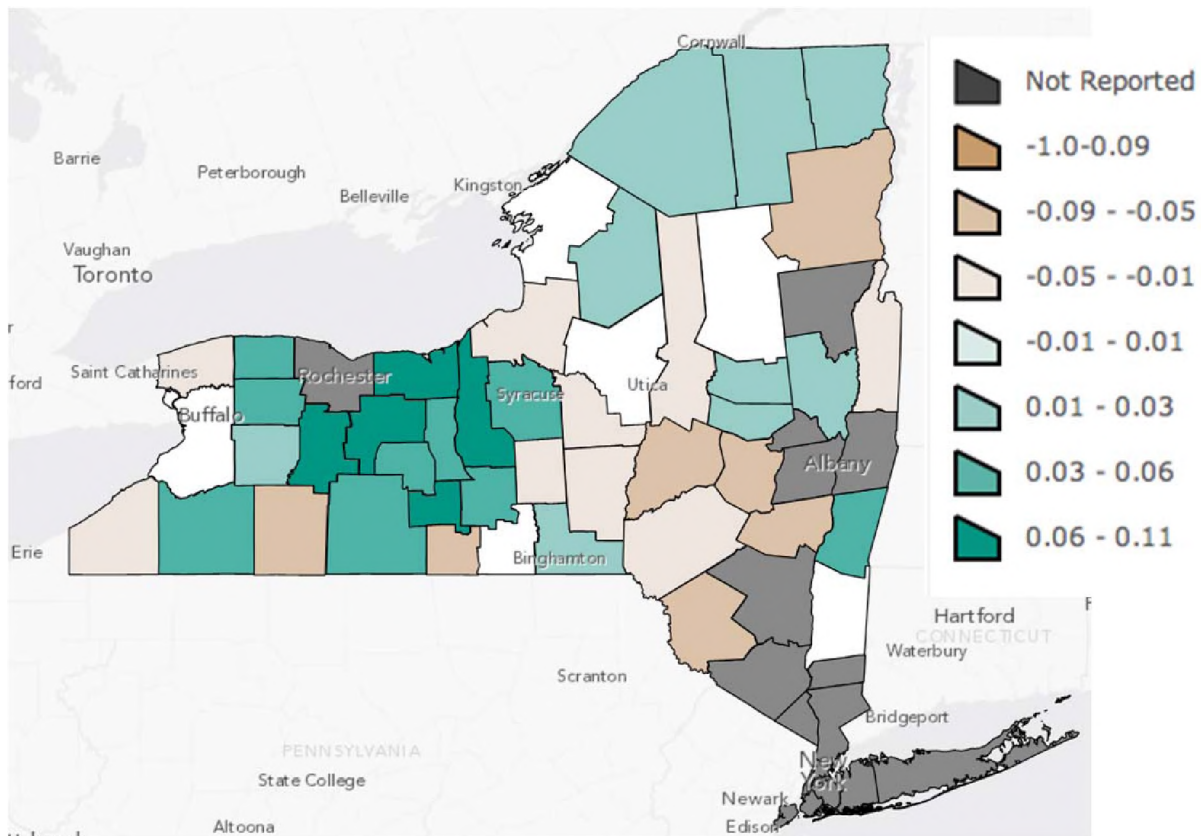 Cornwall
Barrie
Peterborough
Belleville
Kingston
Vaughan
Toronto
r
ford
Saint Catharines
Rochester
Buffalo
Syracuse
Utica
Albany
Erie
Binghamton
Hartford
CONNECTICUT
Waterbury
Scranton
Bridgeport
PENNSYLVANIA
State College
New
York
Newark
Edison
Altoona
Not Reported
-1.0-0.09
-0.09 - -0.05
-0.05 - -0.01
-0.01 - 0.01
0.01 - 0.03
0.03 - 0.06
0.06 - 0.11